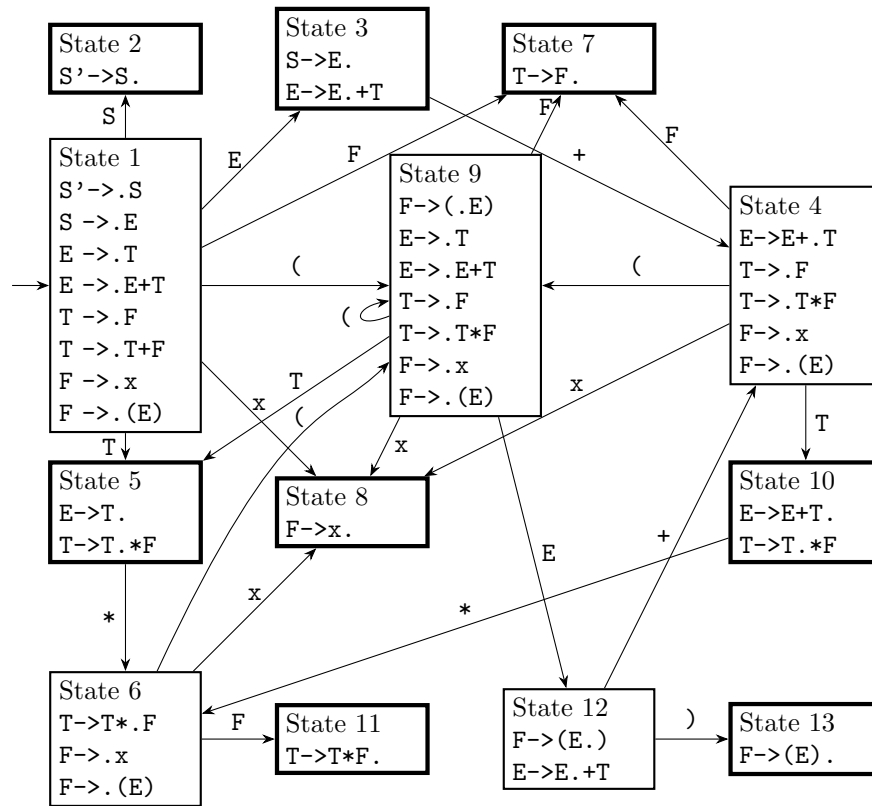 State 2
S'->S.
State 3
S->E.
E->E.+T
State 7
T->F.
S
E
F
F
F
+
State 1
S'->.S
S ->.E
E ->.T
E ->.E+T
T ->.F
T ->.T+F
F ->.x
F ->.(E)
State 9
F->(.E)
E->.T
E->.E+T
T->.F
T->.T*F
F->.x
F->.(E)
State 4
E->E+.T
T->.F
T->.T*F
F->.x
F->.(E)
(
(
(
T
x
(
x
x
T
T
State 5
E->T.
T->T.*F
State 8
F->x.
State 10
E->E+T.
T->T.*F
*
x
E
+
*
State 6
T->T*.F
F->.x
F->.(E)
F
State 11
T->T*F.
State 12
F->(E.)
E->E.+T
)
State 13
F->(E).